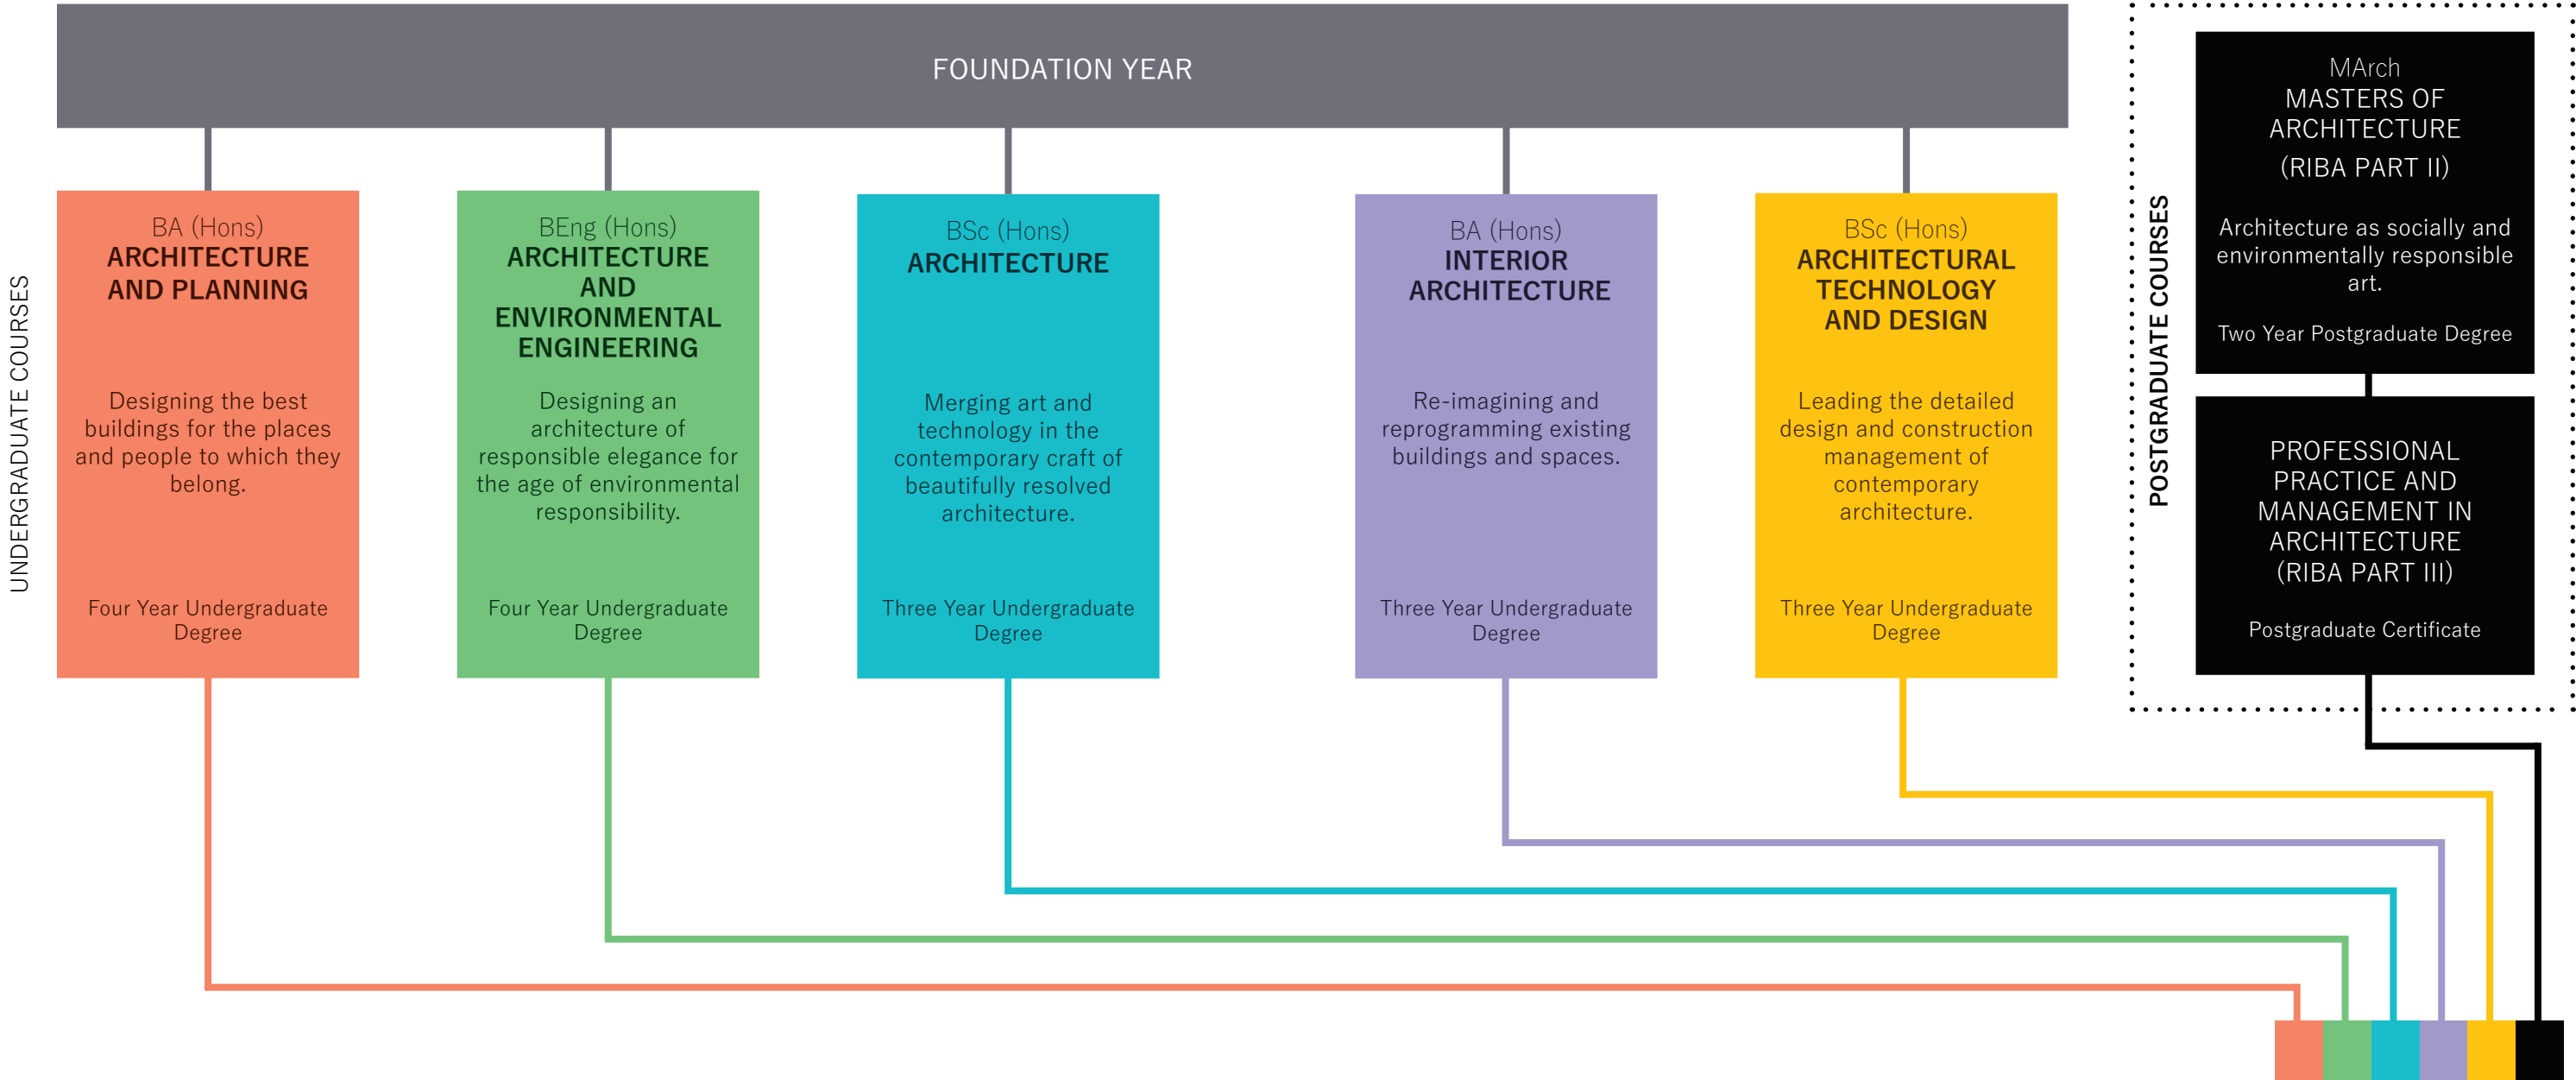 FOUNDATION YEAR
UNDERGRADUATE COURSES
BA (Hons)
ARCHITECTURE
AND PLANNING
Designing the best
buildings for the places
and people to which they
belong.
Four Year Undergraduate
Degree
BEng (Hons)
ARCHITECTURE
AND
ENVIRONMENTAL
ENGINEERING
Designing an
architecture of
responsible elegance for
the age of environmental
responsibility.
Four Year Undergraduate
Degree
BSc (Hons)
ARCHITECTURE
Merging art and
technology in the
contemporary craft of
beautifully resolved
architecture.
Three Year Undergraduate
Degree
BA (Hons)
INTERIOR
ARCHITECTURE
Re-imagining and
reprogramming existing
buildings and spaces.
Three Year Undergraduate
Degree
BSc (Hons)
ARCHITECTURAL
TECHNOLOGY
AND DESIGN
Leading the detailed
design and construction
management of
contemporary
architecture.
Three Year Undergraduate
Degree
POSTGRADUATE COURSES
MArch
MASTERS OF
ARCHITECTURE
(RIBA PART II)
Architecture as socially and
environmentally responsible
art.
Two Year Postgraduate Degree
PROFESSIONAL
PRACTICE AND
MANAGEMENT IN
ARCHITECTURE
(RIBA PART III)
Postgraduate Certificate